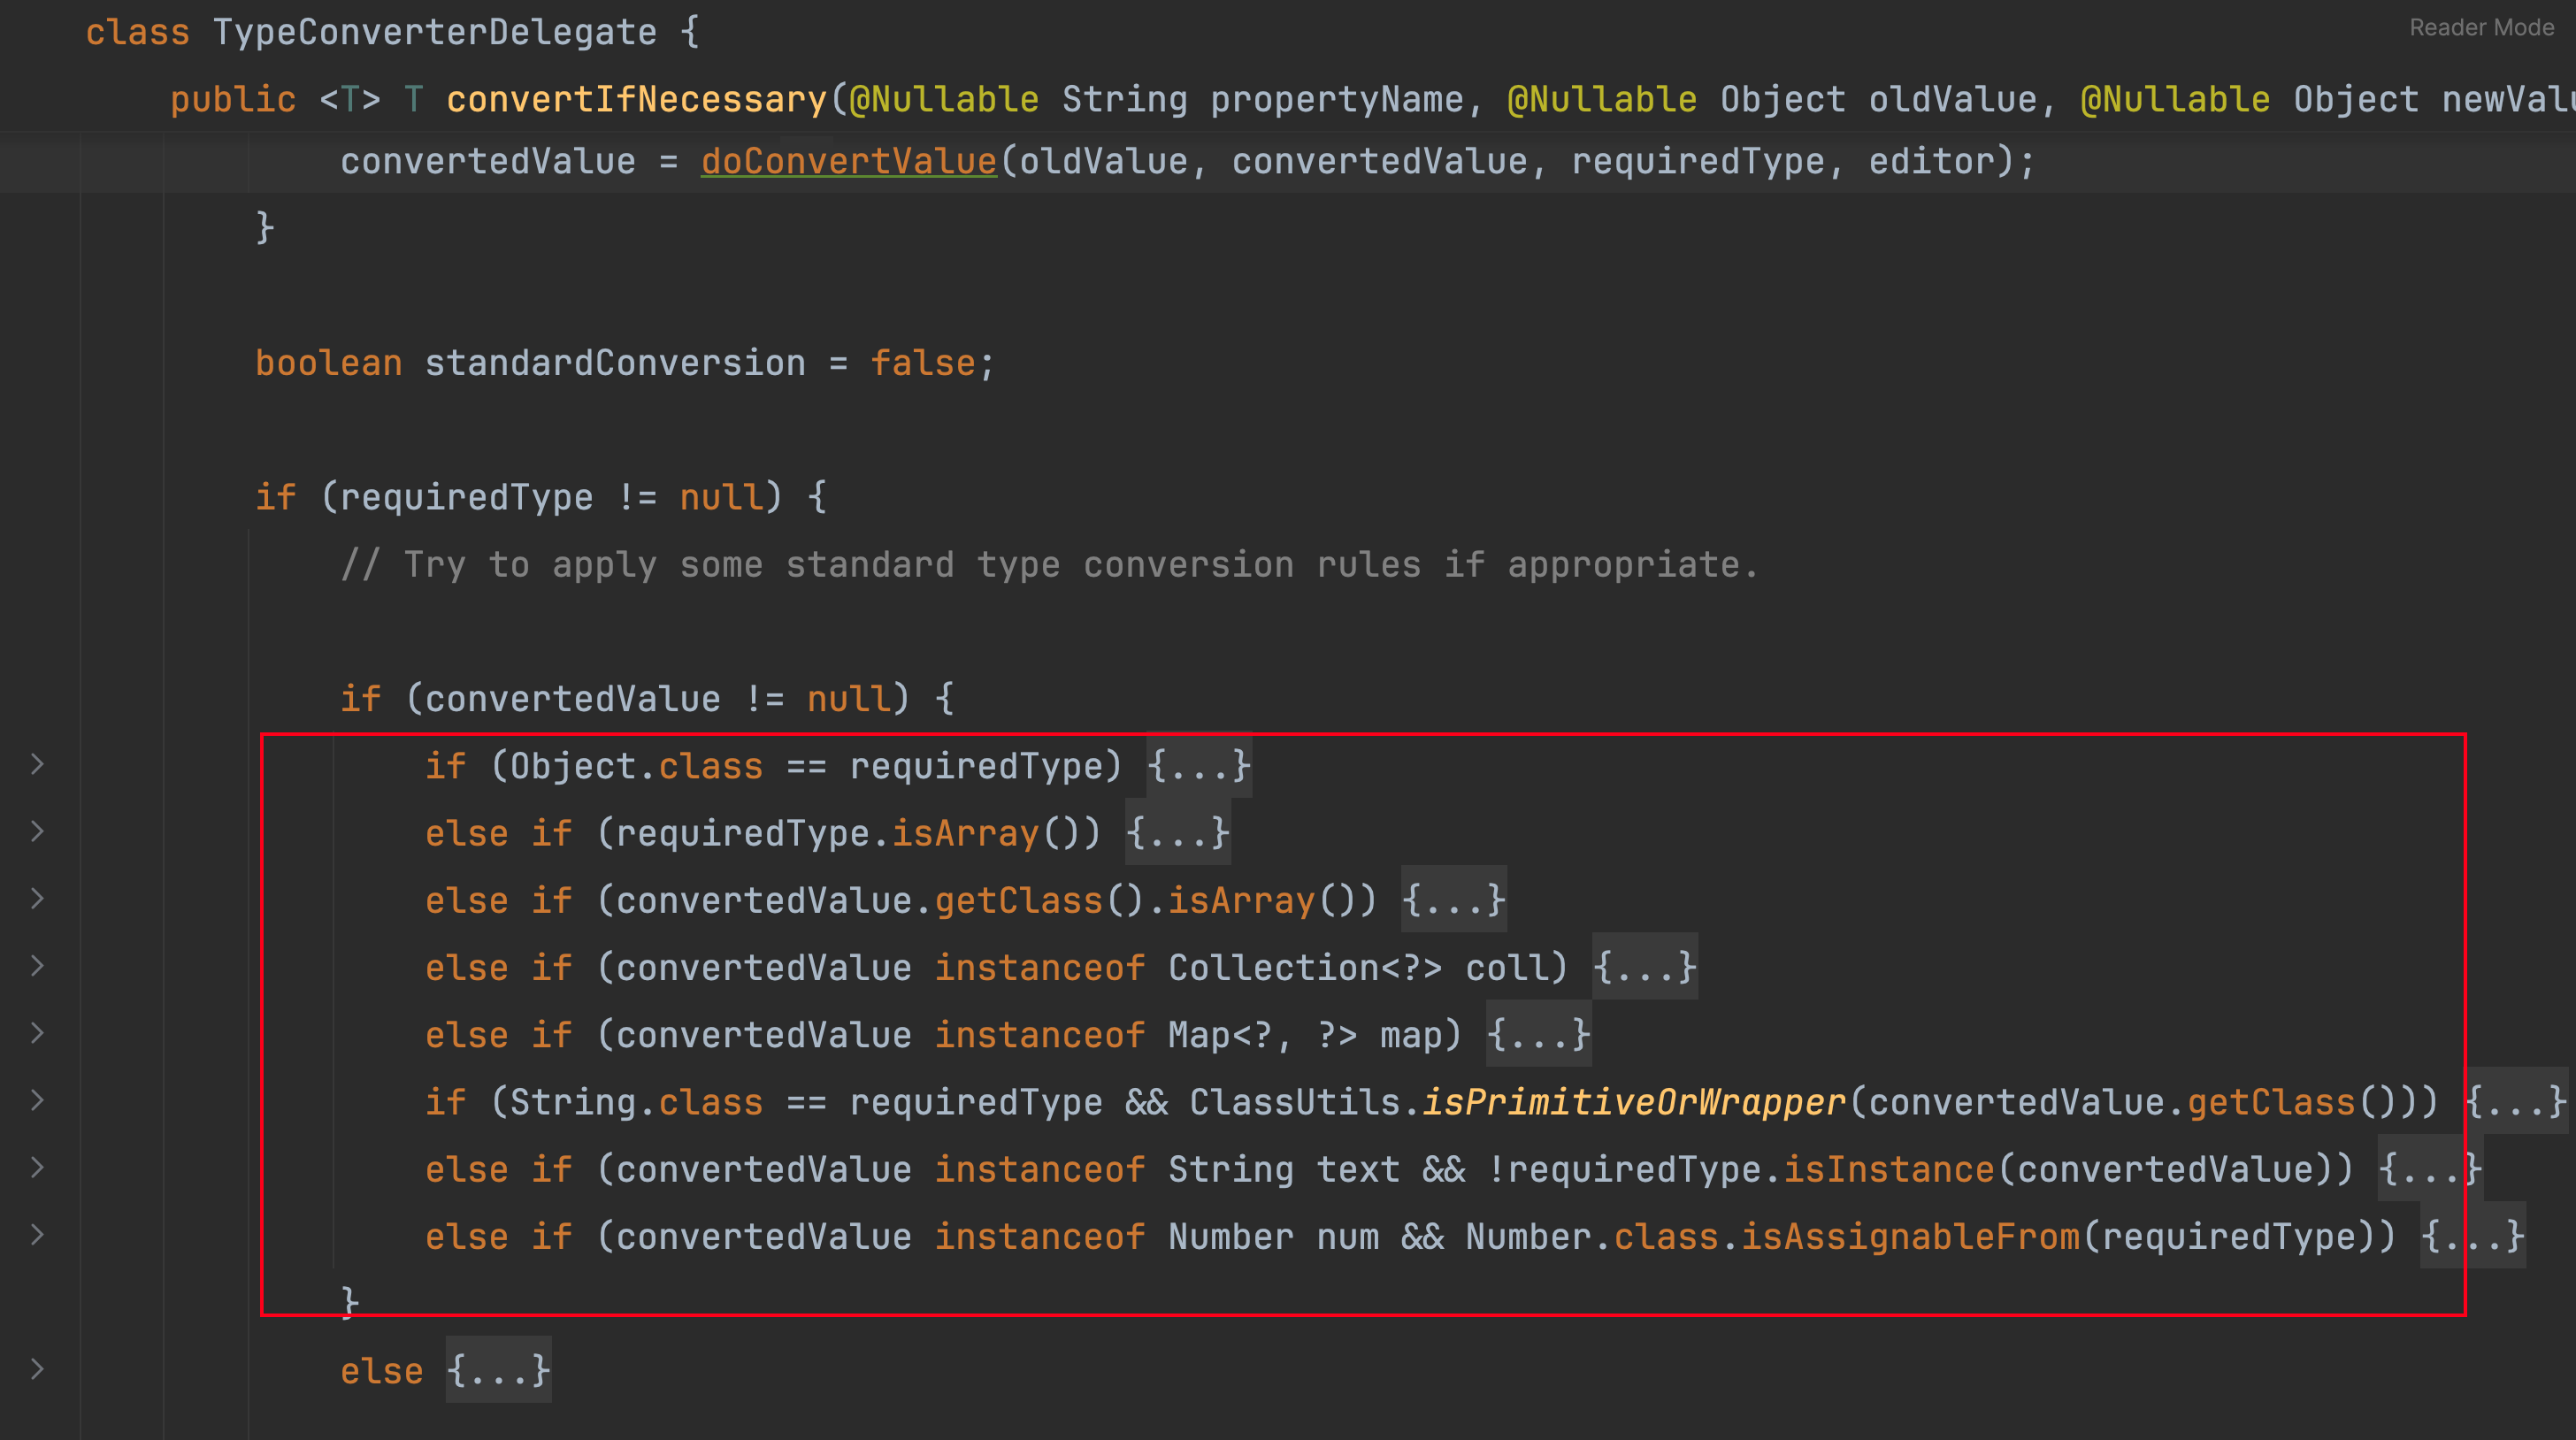 class TypeConverterDelegate {
Reader Mode
public <T> T convertIfNecessary(@Nullable String propertyName, @Nullable Object oldValue, @Nullable Object newValu
convertedValue = doConvertValue(oldValue, convertedValue, requiredType, editor);
}
boolean standardConversion = false;
if (requiredType != null) {
// Try to apply some standard type conversion rules if appropriate.
if (convertedValue != null) {
if (Object.class == requiredType) {...}
else if (requiredType.isArray()) {...}
else if (convertedValue.getClass().isArray()) {...}
else if (convertedValue instanceof Collection<?> coll) {...}
else if (convertedValue instanceof Map<?, ?> map) {...}
if (String.class == requiredType && ClassUtils.isPrimitiveOrWrapper(convertedValue.getClass())) {...}
else if (convertedValue instanceof String text && !requiredType.isInstance(convertedValue)) {...}
else if (convertedValue instanceof Number num && Number.class.isAssignableFrom(requiredType)) {...}
}
else {...}